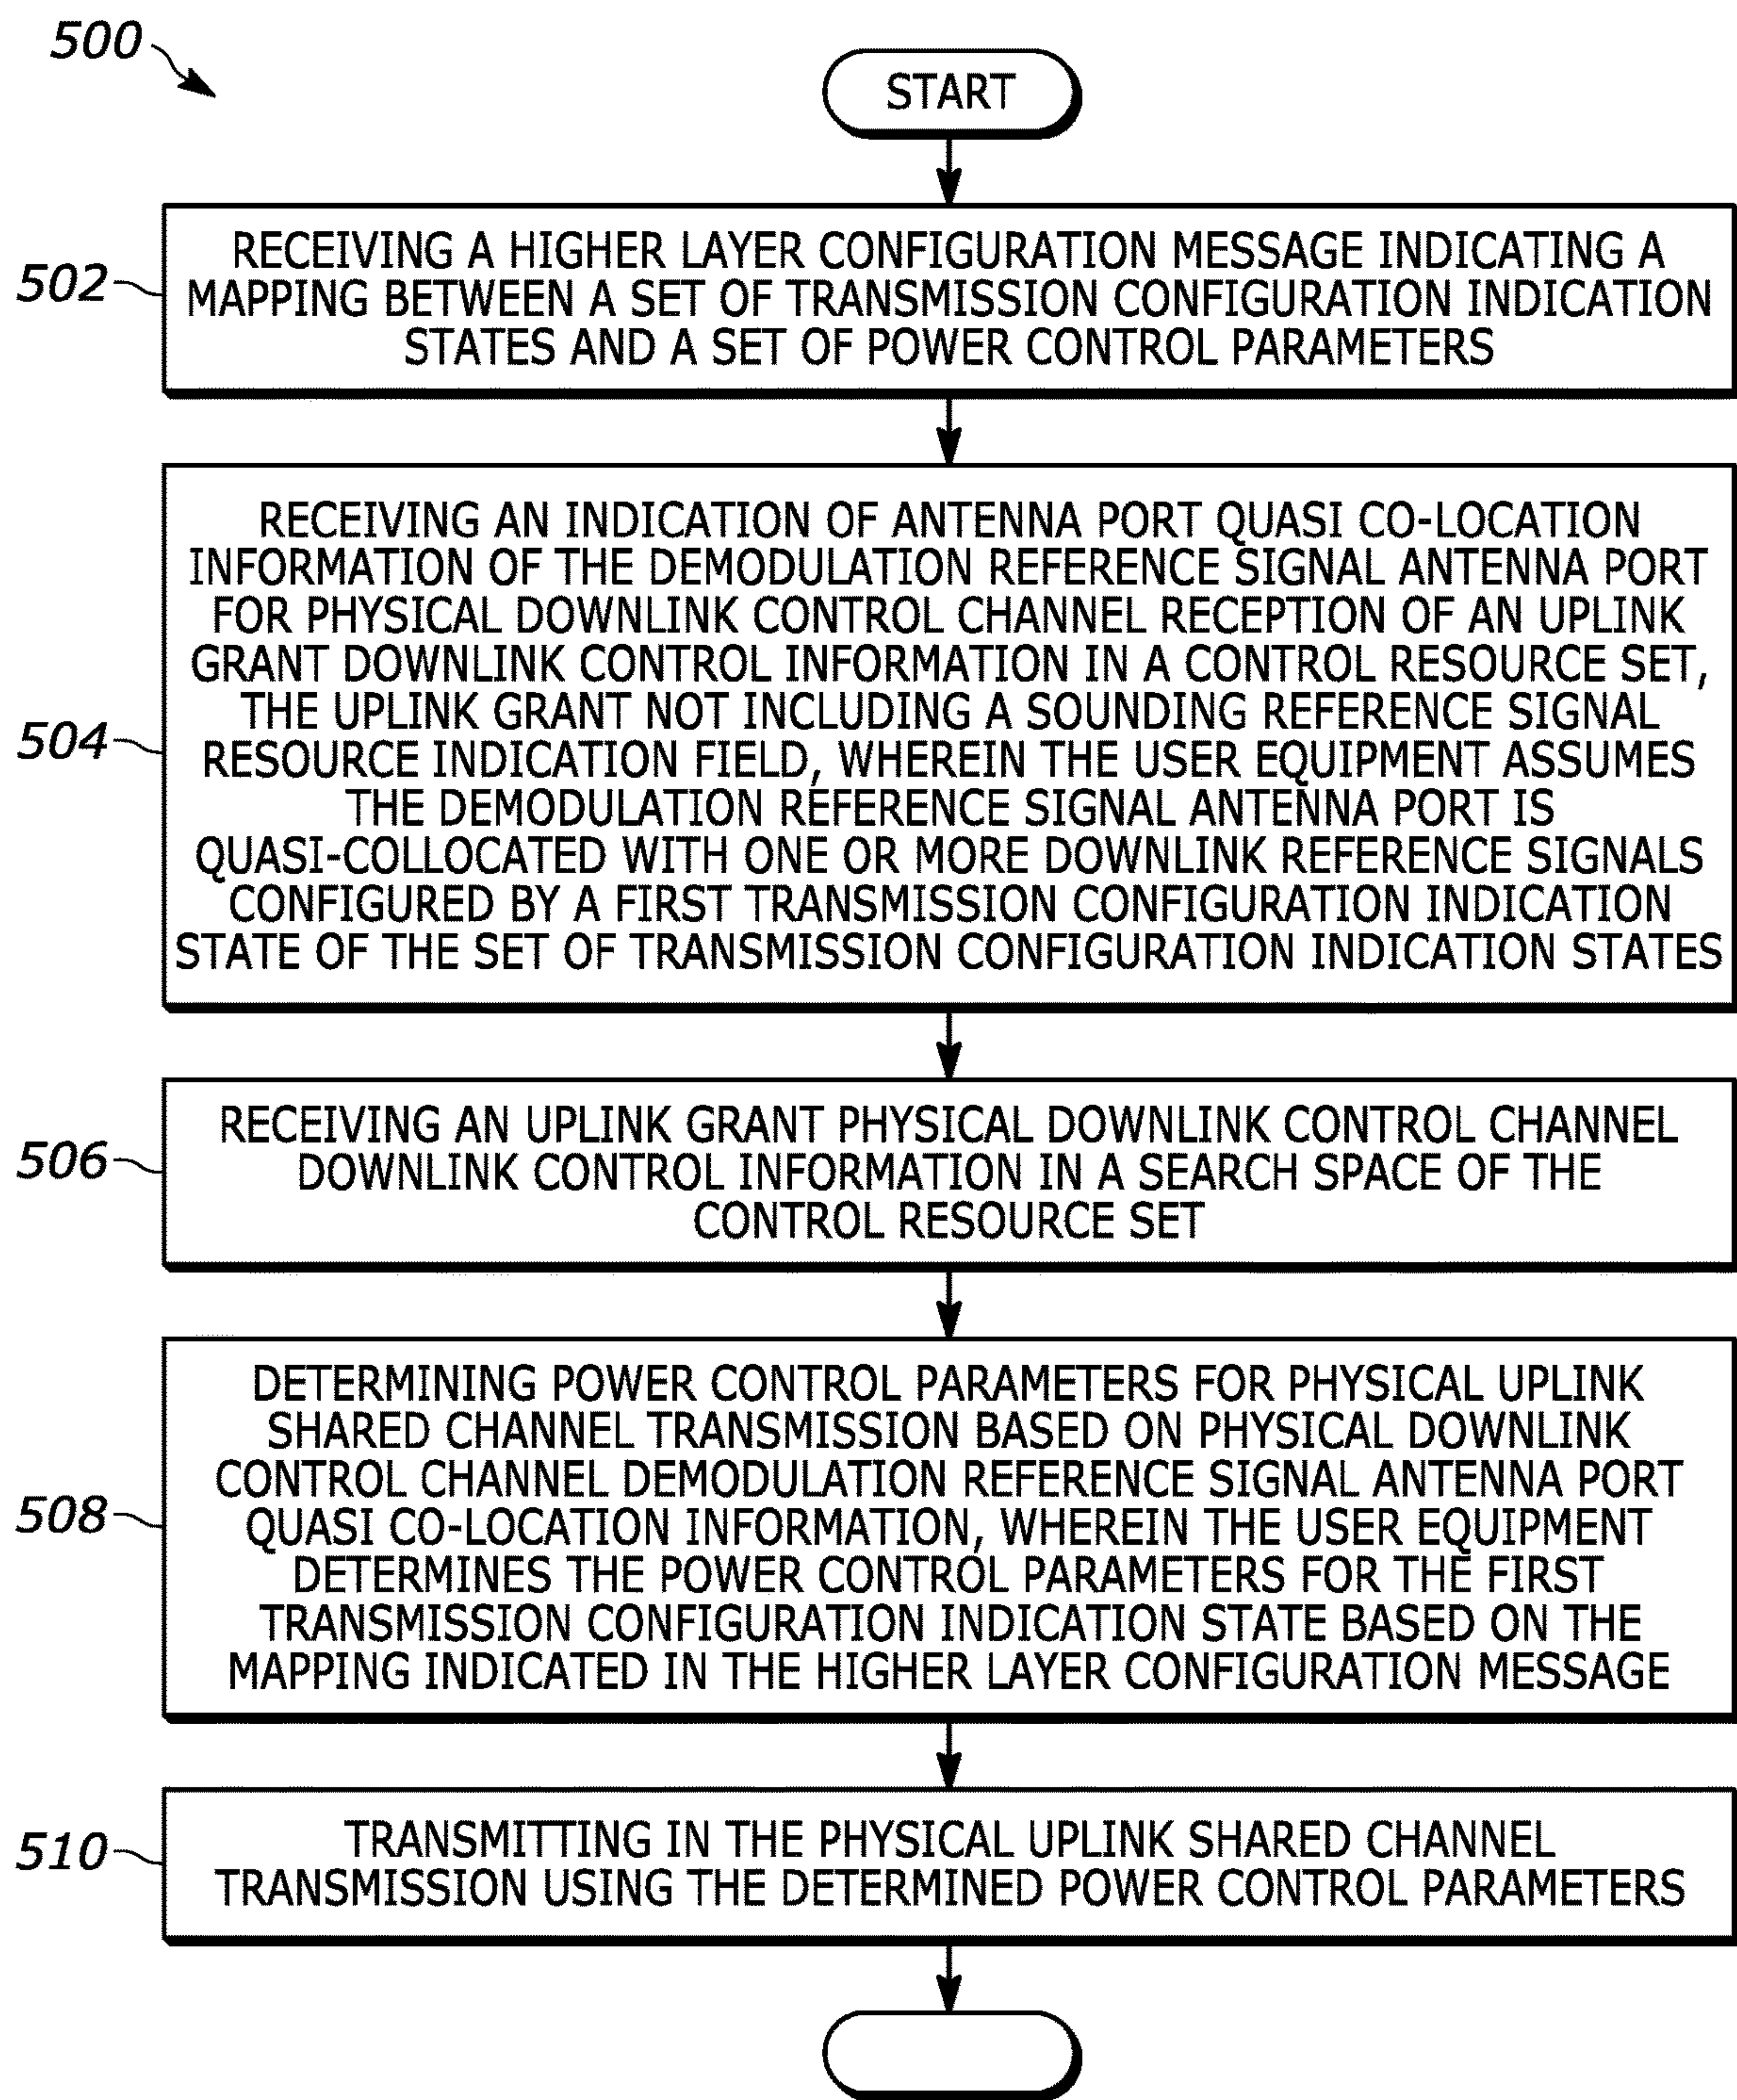 500
START
502
RECEIVING A HIGHER LAYER CONFIGURATION MESSAGE INDICATING A
MAPPING BETWEEN A SET OF TRANSMISSION CONFIGURATION INDICATION
STATES AND A SET OF POWER CONTROL PARAMETERS
504
RECEIVING AN INDICATION OF ANTENNA PORT QUASI CO-LOCATION
INFORMATION OF THE DEMODULATION REFERENCE SIGNAL ANTENNA PORT
FOR PHYSICAL DOWNLINK CONTROL CHANNEL RECEPTION OF AN UPLINK
GRANT DOWNLINK CONTROL INFORMATION IN A CONTROL RESOURCE SET,
THE UPLINK GRANT NOT INCLUDING A SOUNDING REFERENCE SIGNAL
RESOURCE INDICATION FIELD, WHEREIN THE USER EQUIPMENT ASSUMES
THE DEMODULATION REFERENCE SIGNAL ANTENNA PORT IS
QUASI-COLLOCATED WITH ONE OR MORE DOWNLINK REFERENCE SIGNALS
CONFIGURED BY A FIRST TRANSMISSION CONFIGURATION INDICATION
STATE OF THE SET OF TRANSMISSION CONFIGURATION INDICATION STATES
506
RECEIVING AN UPLINK GRANT PHYSICAL DOWNLINK CONTROL CHANNEL
DOWNLINK CONTROL INFORMATION IN A SEARCH SPACE OF THE
CONTROL RESOURCE SET
508
DETERMINING POWER CONTROL PARAMETERS FOR PHYSICAL UPLINK
SHARED CHANNEL TRANSMISSION BASED ON PHYSICAL DOWNLINK
CONTROL CHANNEL DEMODULATION REFERENCE SIGNAL ANTENNA PORT
QUASI CO-LOCATION INFORMATION, WHEREIN THE USER EQUIPMENT
DETERMINES THE POWER CONTROL PARAMETERS FOR THE FIRST
TRANSMISSION CONFIGURATION INDICATION STATE BASED ON THE
MAPPING INDICATED IN THE HIGHER LAYER CONFIGURATION MESSAGE
510
TRANSMITTING IN THE PHYSICAL UPLINK SHARED CHANNEL
TRANSMISSION USING THE DETERMINED POWER CONTROL PARAMETERS